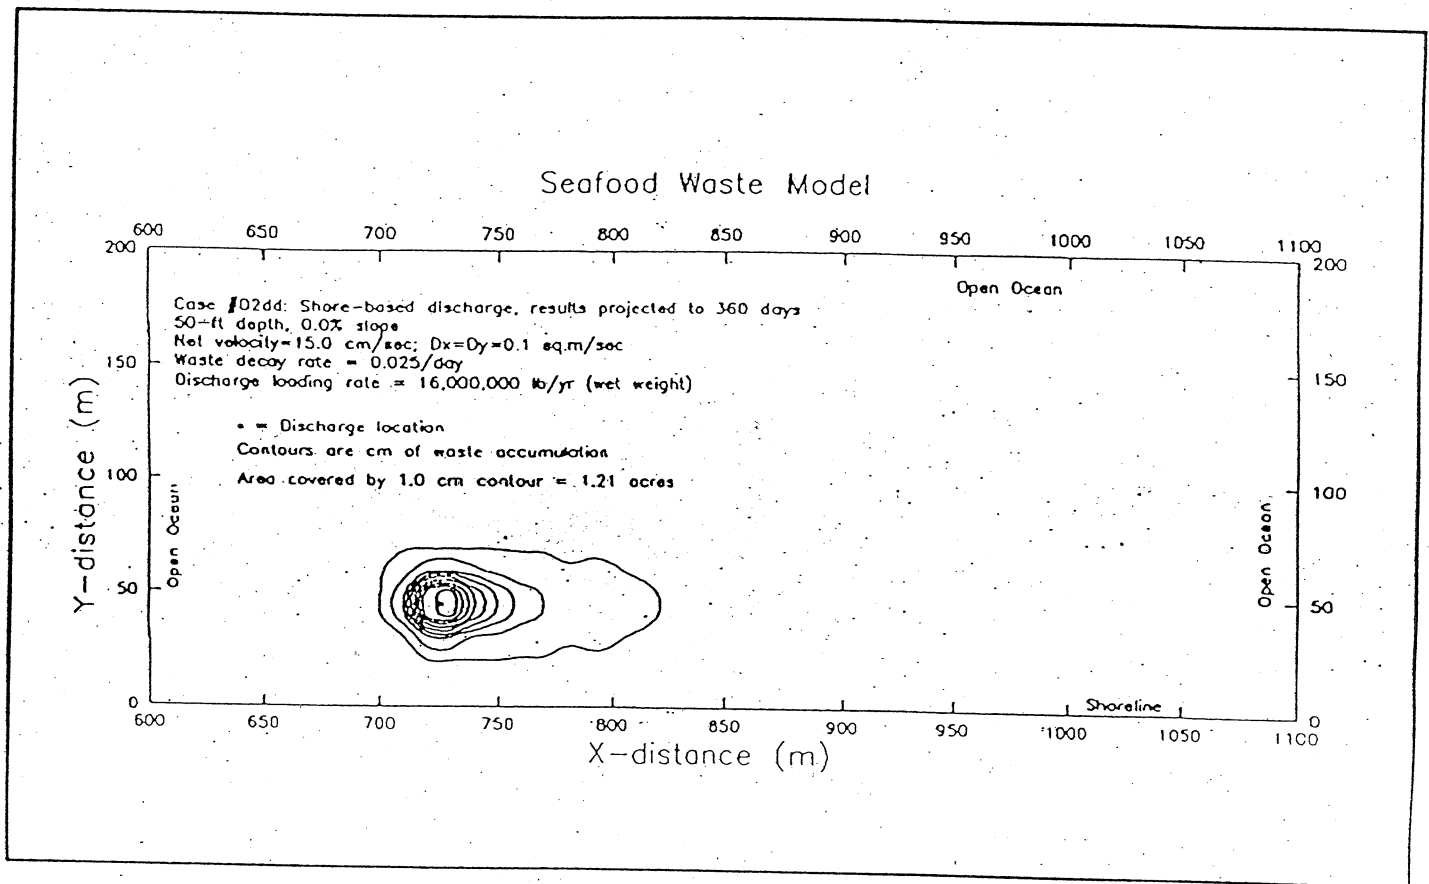 Seafood Waste Model
600 650 700 750 800 850 900 950 1000 1050 1100
200 200
Open Ocean
Case #02dd: Shore-based discharge, results projected to 360 days
50-ft depth, 0.0% slope
Net velocity=15.0 cm/sec; Dx=Dy=0.1 sq.m/sec
Waste decay rate = 0.025/day
Discharge loading rate = 16,000,000 lb/yr (wet weight)
150 150
• = Discharge location
Contours are cm of waste accumulation
Area covered by 1.0 cm contour = 1.21 acres
100 100
Y-distance (m)
Open Ocean
Open Ocean
50 50
0 0
Shoreline
600 650 700 750 800 850 900 950 1000 1050 1100
X-distance (m)